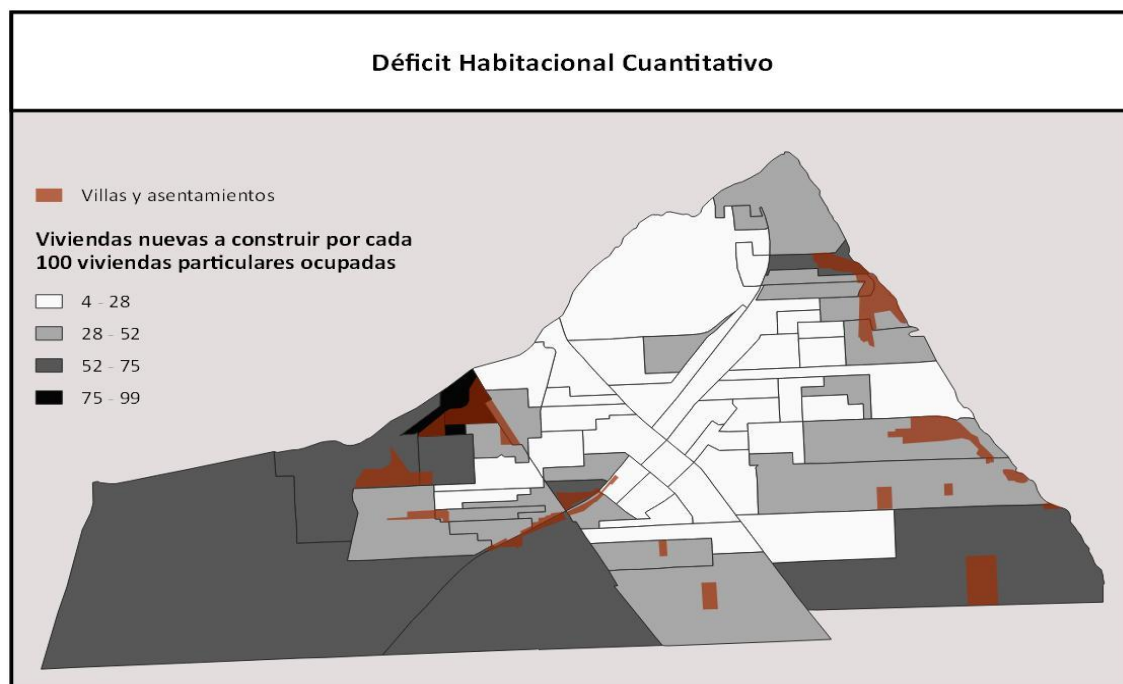 Déficit Habitacional Cuantitativo
Villas y asentamientos
Viviendas nuevas a construir por cada
100 viviendas particulares ocupadas
4 - 28
28 - 52
52 - 75
75 - 99